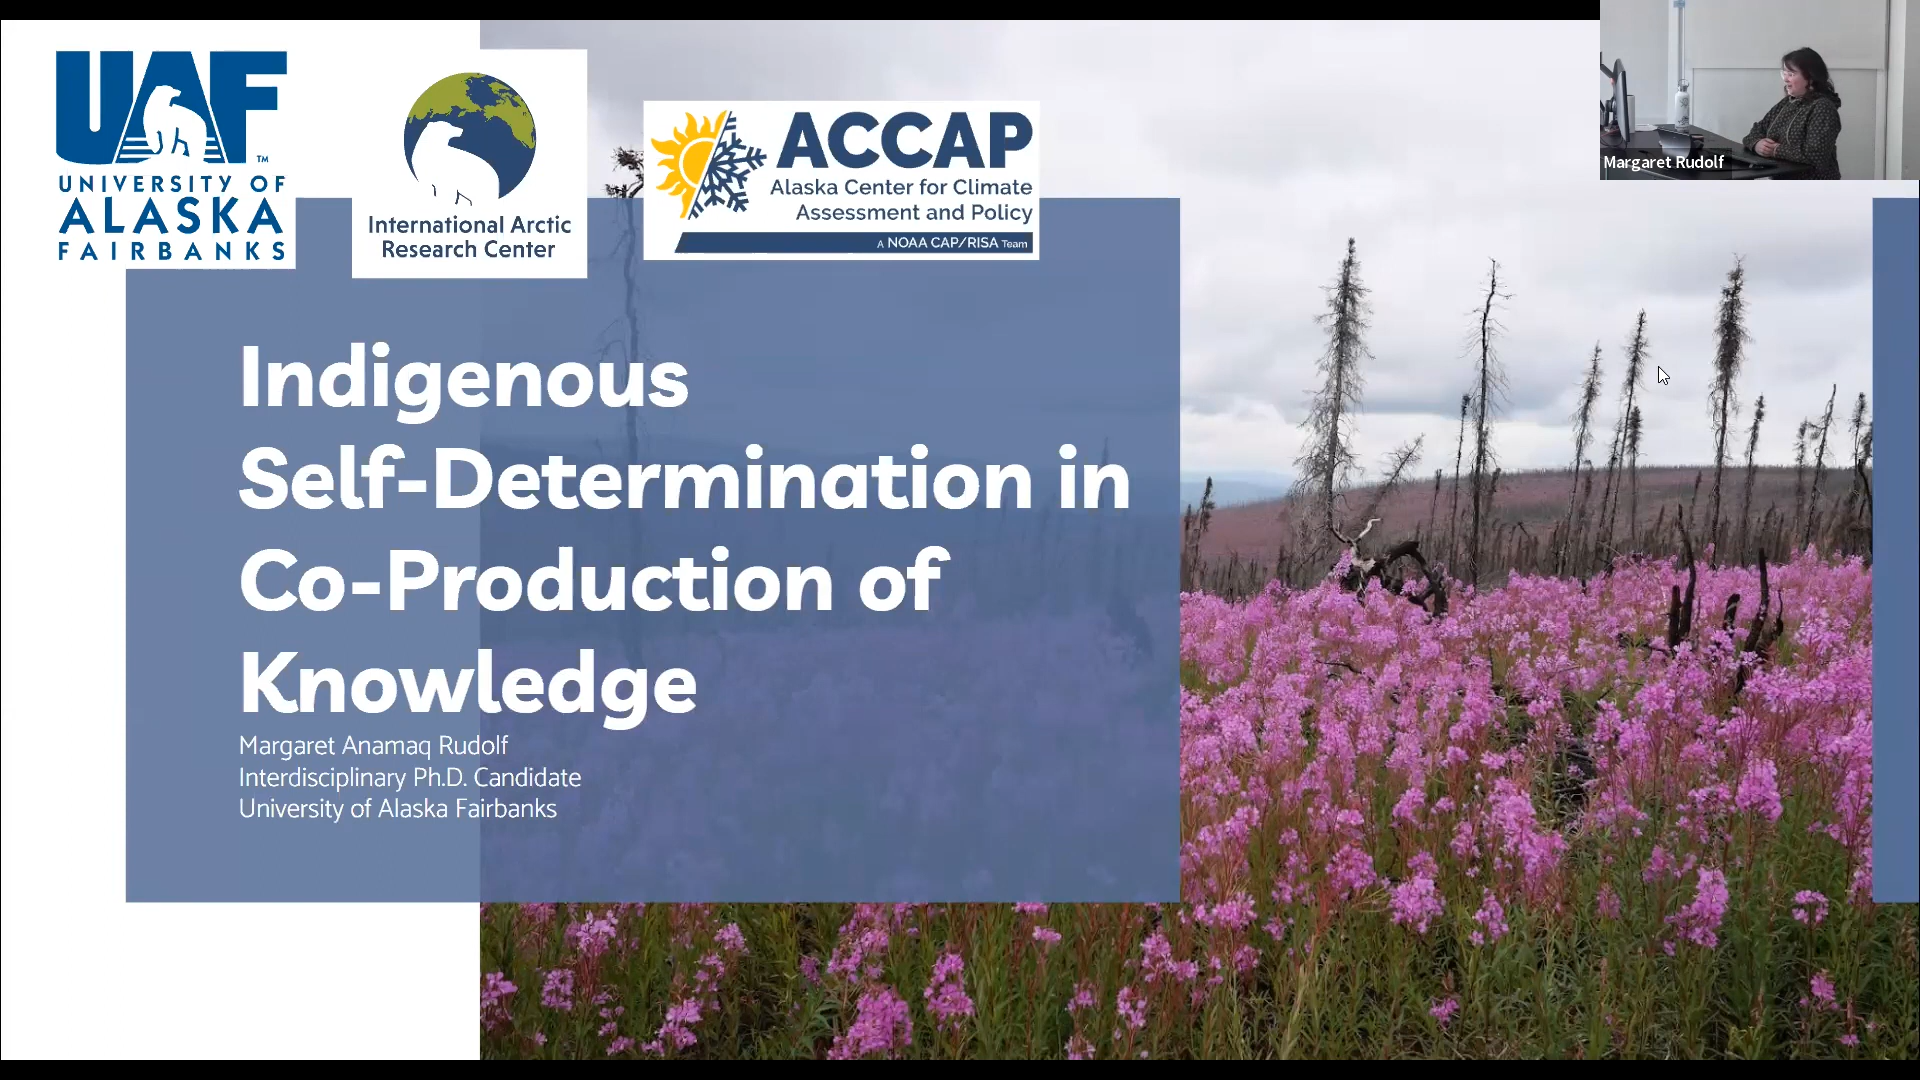 UAF
TM
UNIVERSITY OF
ALASKA
FAIRBANKS
International Arctic
Research Center
ACCAP
Alaska Center for Climate
Assessment and Policy
A NOAA CAP/RISA Team
Margaret Rudolf
Indigenous
Self-Determination in
Co-Production of
Knowledge
Margaret Anamaq Rudolf
Interdisciplinary Ph.D. Candidate
University of Alaska Fairbanks